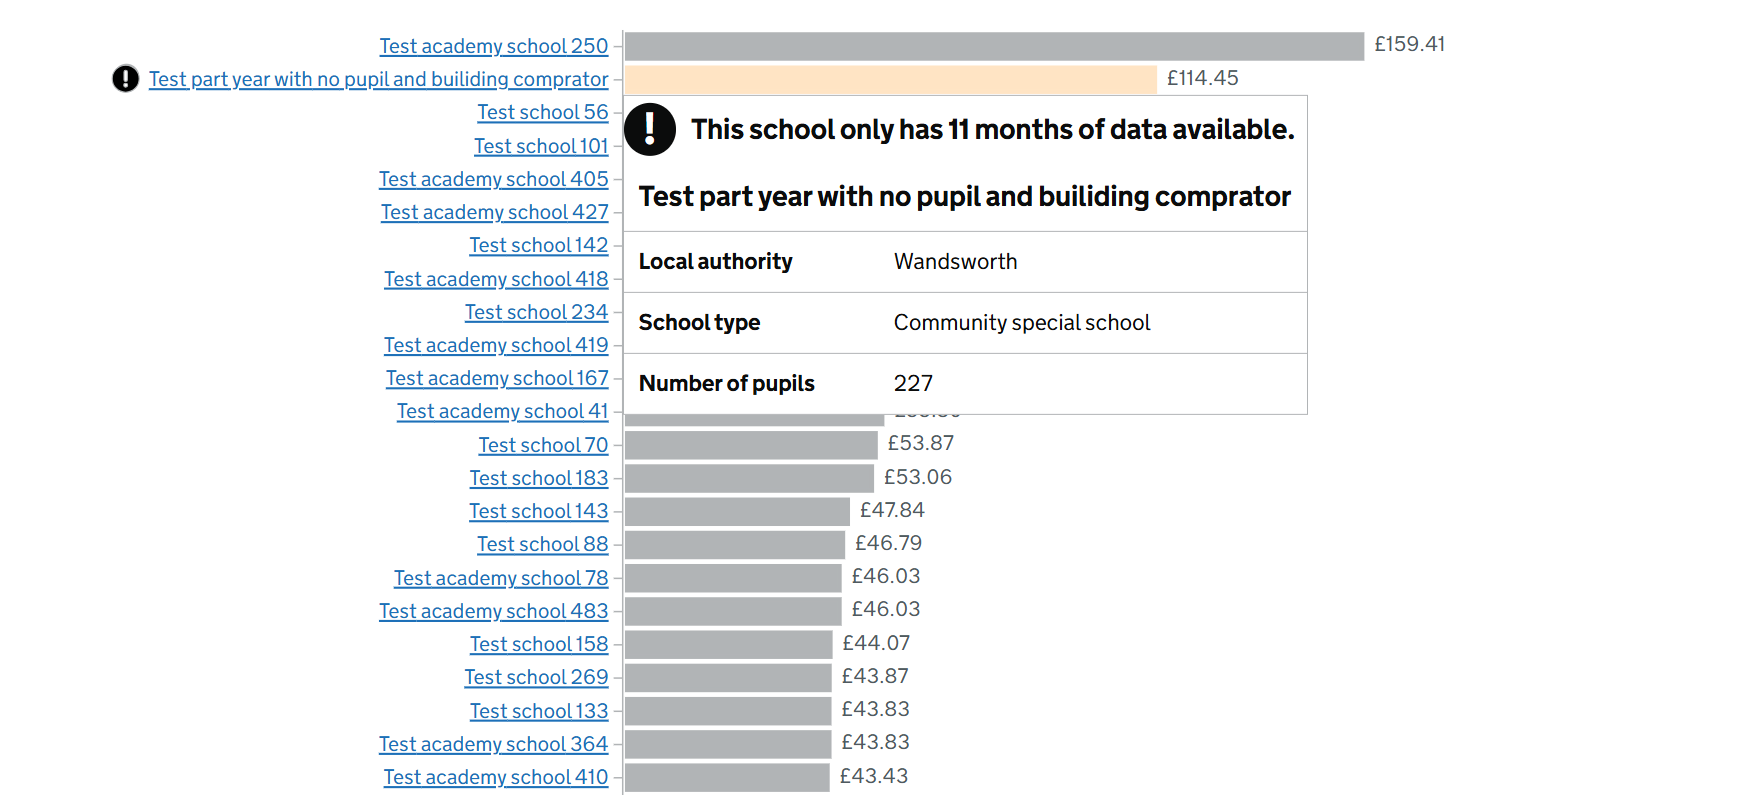 Test academy school 250 £159.41
! Test part year with no pupil and builiding comprator £114.45
Test school 56
! This school only has 11 months of data available.
Test school 101
Test academy school 405
Test part year with no pupil and builiding comprator
Test academy school 427
Test school 142
Local authority Wandsworth
Test academy school 418
Test school 234
School type Community special school
Test academy school 419
Test academy school 167
Number of pupils 227
Test academy school 41
Test school 70 £53.87
Test school 183 £53.06
Test school 143 £47.84
Test school 88 £46.79
Test academy school 78 £46.03
Test academy school 483 £46.03
Test school 158 £44.07
Test school 269 £43.87
Test school 133 £43.83
Test academy school 364 £43.83
Test academy school 410 £43.43